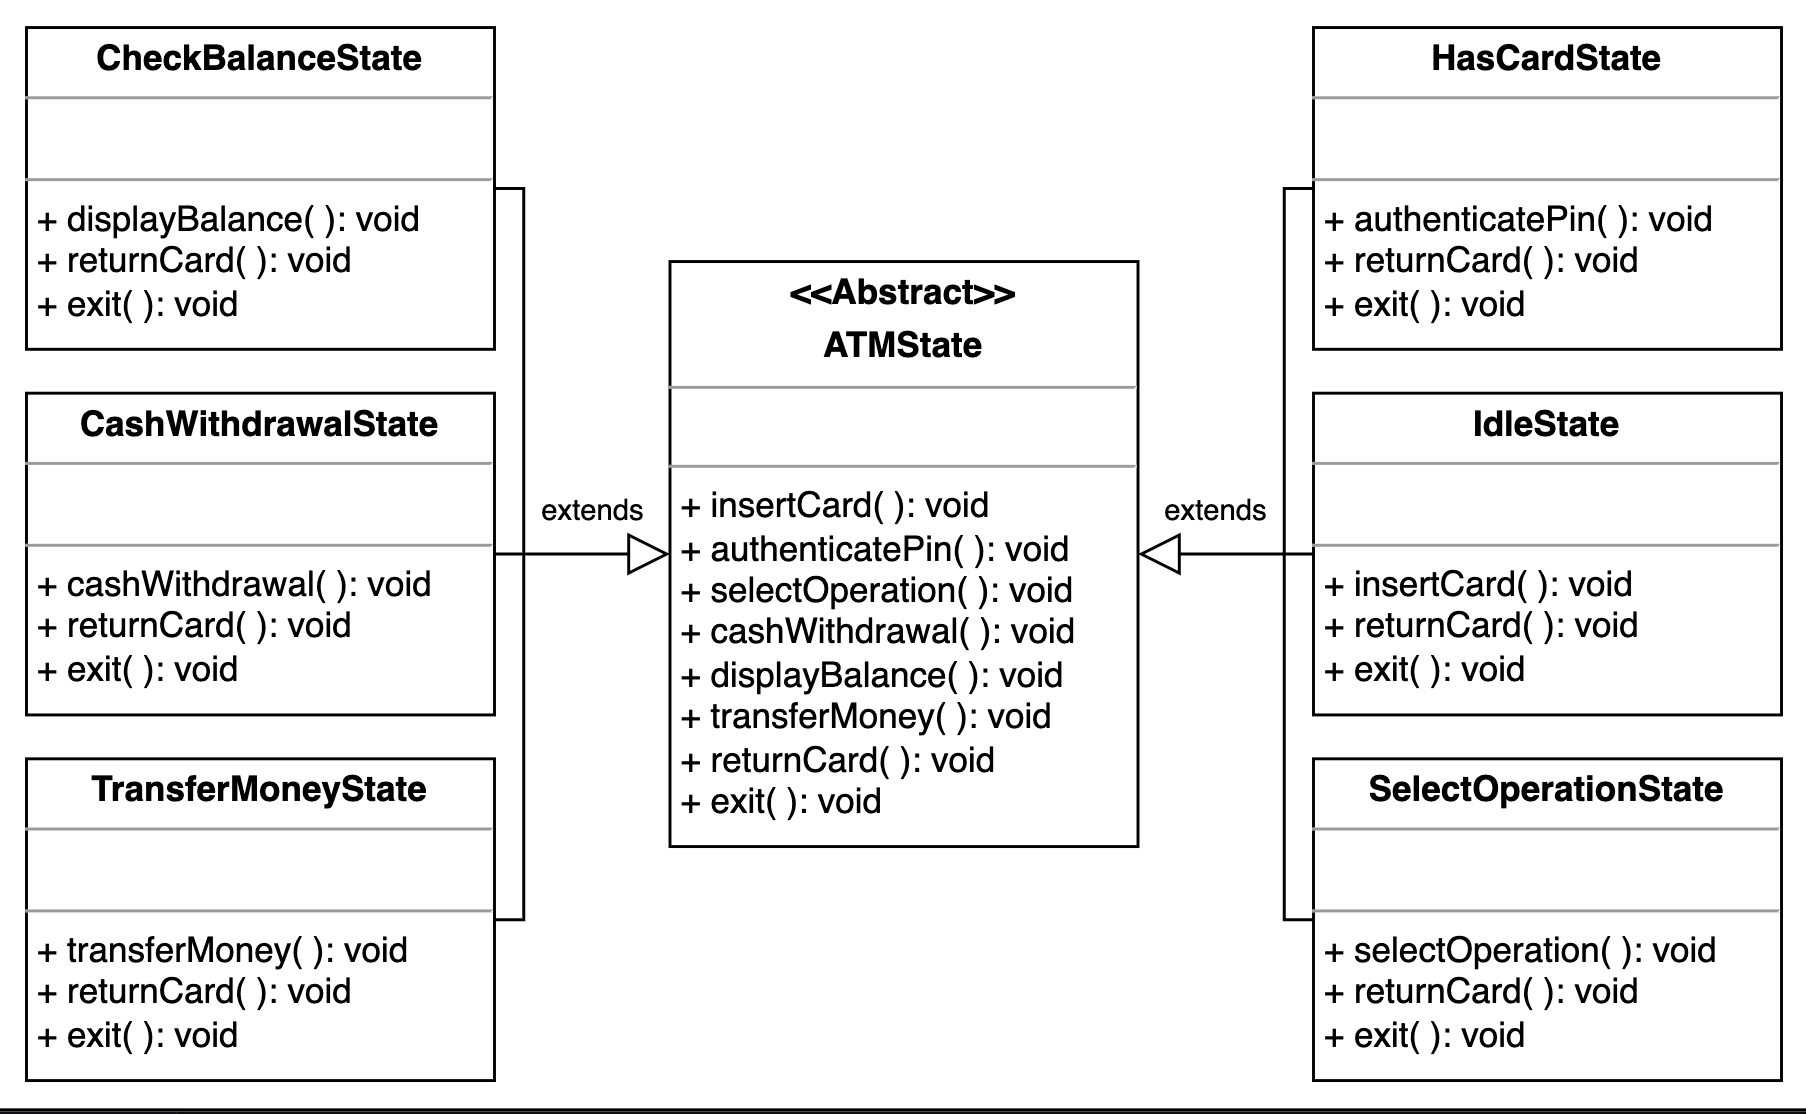 CheckBalanceState
+ displayBalance( ): void
+ returnCard( ): void
+ exit( ): void
CashWithdrawalState
+ cashWithdrawal( ): void
+ returnCard( ): void
+ exit( ): void
TransferMoneyState
+ transferMoney( ): void
+ returnCard( ): void
+ exit( ): void
extends
<<Abstract>>
ATMState
+ insertCard( ): void
+ authenticatePin( ): void
+ selectOperation( ): void
+ cashWithdrawal( ): void
+ displayBalance( ): void
+ transferMoney( ): void
+ returnCard( ): void
+ exit( ): void
extends
HasCardState
+ authenticatePin( ): void
+ returnCard( ): void
+ exit( ): void
IdleState
+ insertCard( ): void
+ returnCard( ): void
+ exit( ): void
SelectOperationState
+ selectOperation( ): void
+ returnCard( ): void
+ exit( ): void